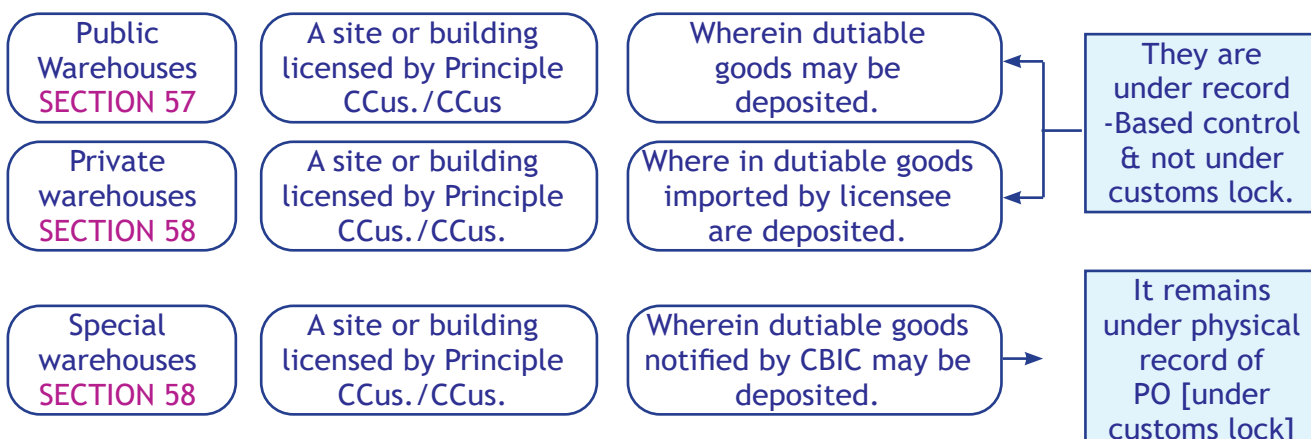 Public
Warehouses
SECTION 57
A site or building
licensed by Principle
CCus./CCus
Wherein dutiable
goods may be
deposited.
They are
under record
-Based control
& not under
customs lock.
Private
warehouses
SECTION 58
A site or building
licensed by Principle
CCus./CCus.
Where in dutiable goods
imported by licensee
are deposited.
Special
warehouses
SECTION 58
A site or building
licensed by Principle
CCus./CCus.
Wherein dutiable goods
notified by CBIC may be
deposited.
It remains
under physical
record of
PO [under
customs lock]